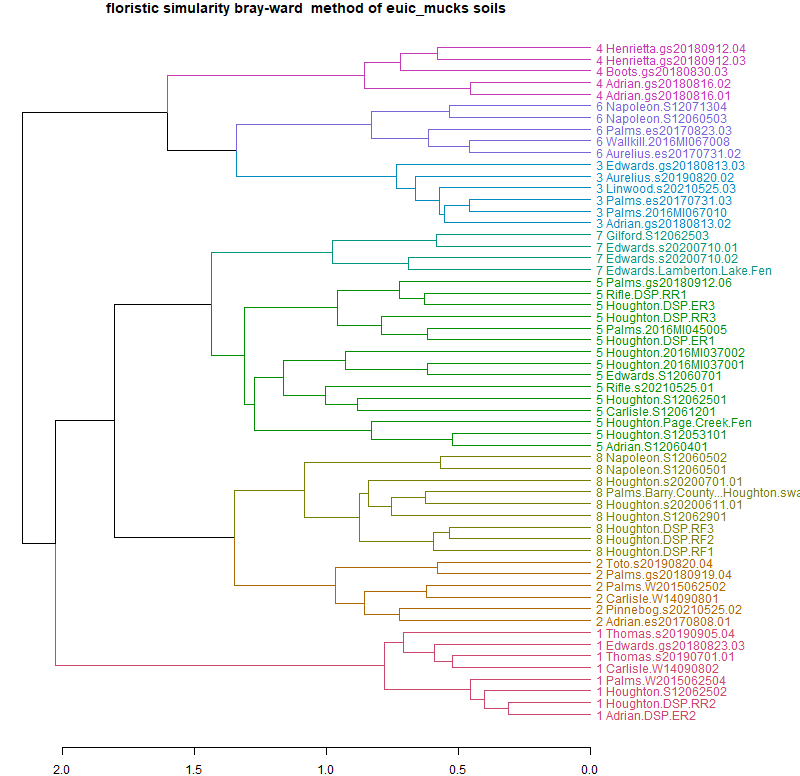 floristic simularity bray-ward method of euic_mucks soils
4 Henrietta.gs20180912.04
4 Henrietta.gs20180912.03
4 Boots.gs20180830.03
4 Adrian.gs20180816.02
4 Adrian.gs20180816.01
6 Napoleon.S12071304
6 Napoleon.S12060503
6 Palms.es20170823.03
6 Wallkill.2016MI067008
6 Aurelius.es20170731.02
3 Edwards.gs20180813.03
3 Aurelius.s20190820.02
3 Linwood.s20210525.03
3 Palms.es20170731.03
3 Palms.2016MI067010
3 Adrian.gs20180813.02
7 Gilford.S12062503
7 Edwards.s20200710.01
7 Edwards.s20200710.02
7 Edwards.Lamberton.Lake.Fen
5 Palms.gs20180912.06
5 Rifle.DSP.RR1
5 Houghton.DSP.ER3
5 Houghton.DSP.RR3
5 Palms.2016MI045005
5 Houghton.DSP.ER1
5 Houghton.2016MI037002
5 Houghton.2016MI037001
5 Edwards.S12060701
5 Rifle.s20210525.01
5 Houghton.S12062501
5 Carlisle.S12061201
5 Houghton.Page.Creek.Fen
5 Houghton.S12053101
5 Adrian.S12060401
8 Napoleon.S12060502
8 Napoleon.S12060501
8 Houghton.s20200701.01
8 Palms.Barry.County...Houghton.swa
8 Houghton.s20200611.01
8 Houghton.S12062901
8 Houghton.DSP.RF3
8 Houghton.DSP.RF2
8 Houghton.DSP.RF1
2 Toto.s20190820.04
2 Palms.gs20180919.04
2 Palms.W2015062502
2 Carlisle.W14090801
2 Pinnebog.s20210525.02
2 Adrian.es20170808.01
1 Thomas.s20190905.04
1 Edwards.gs20180823.03
1 Thomas.s20190701.01
1 Carlisle.W14090802
1 Palms.W2015062504
1 Houghton.S12062502
1 Houghton.DSP.RR2
1 Adrian.DSP.ER2
2.0 1.5 1.0 0.5 0.0